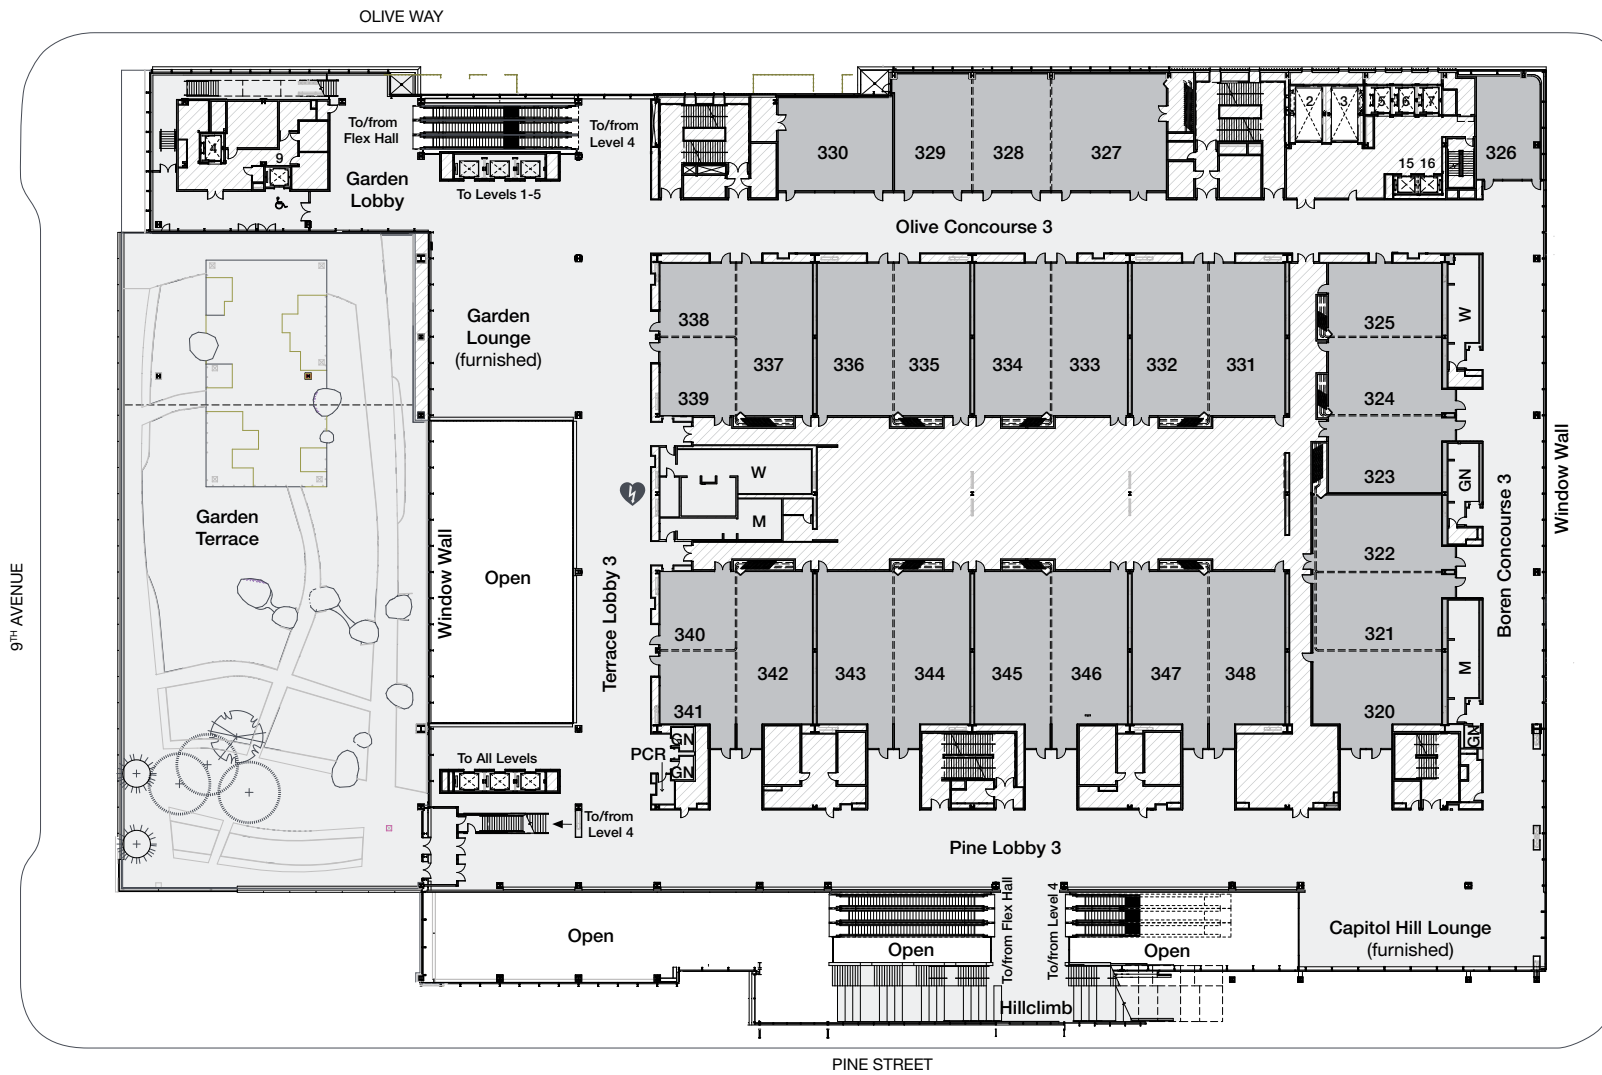 OLIVE WAY
To/from
Flex Hall
To/from
Level 4
4
9
Garden
Lobby
To Levels 1-5
330
329
328
327
2
3
5
6
7
15 16
326
Olive Concourse 3
Garden
Lounge
(furnished)
338
337
336
335
334
333
332
331
339
325
324
323
W
GN
W
M
Garden
Terrace
Window Wall
Open
Terrace Lobby 3
322
321
320
M
GN
Boren Concourse 3
Window Wall
9TH AVENUE
340
342
343
344
345
346
347
348
341
GN
PCR
GN
To All Levels
To/from
Level 4
Pine Lobby 3
Open
Open
To/from Flex Hall
To/from Level 4
Open
Capitol Hill Lounge
(furnished)
Hillclimb
PINE STREET